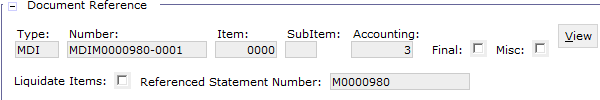 Document Reference
Type: Number: Item: SubItem: Accounting:
MDI MDIM0000980-0001 0000 3 Final: Misc: View
Liquidate Items: Referenced Statement Number: M0000980